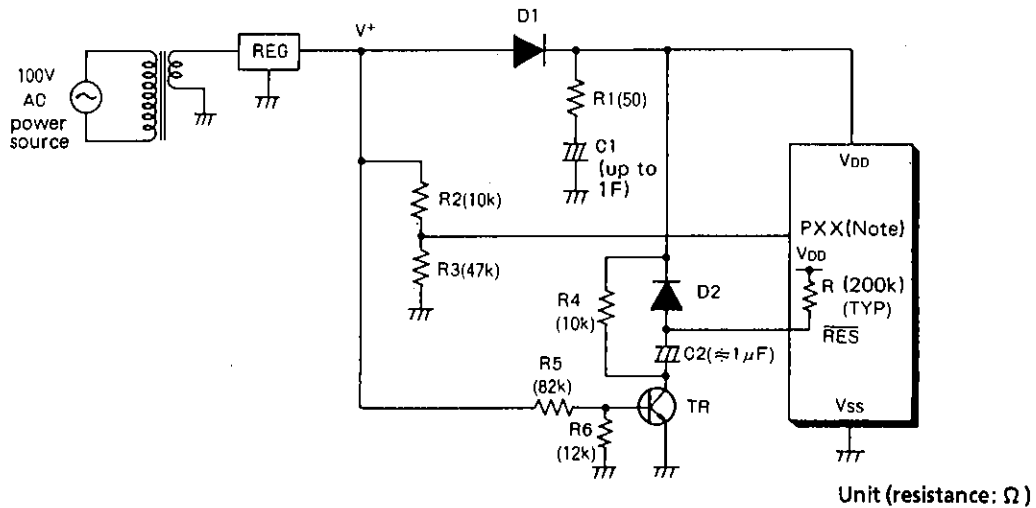 100V
AC
power
source
REG
V+
D1
R1(50)
C1
(up to
1F)
R2(10k)
R3(47k)
VDD
PXX(Note)
VDD
R (200k)
(TYP)
RES
R4
(10k)
D2
C2(≒1μF)
R5
(82k)
R6
(12k)
TR
VSS
Unit (resistance: Ω)